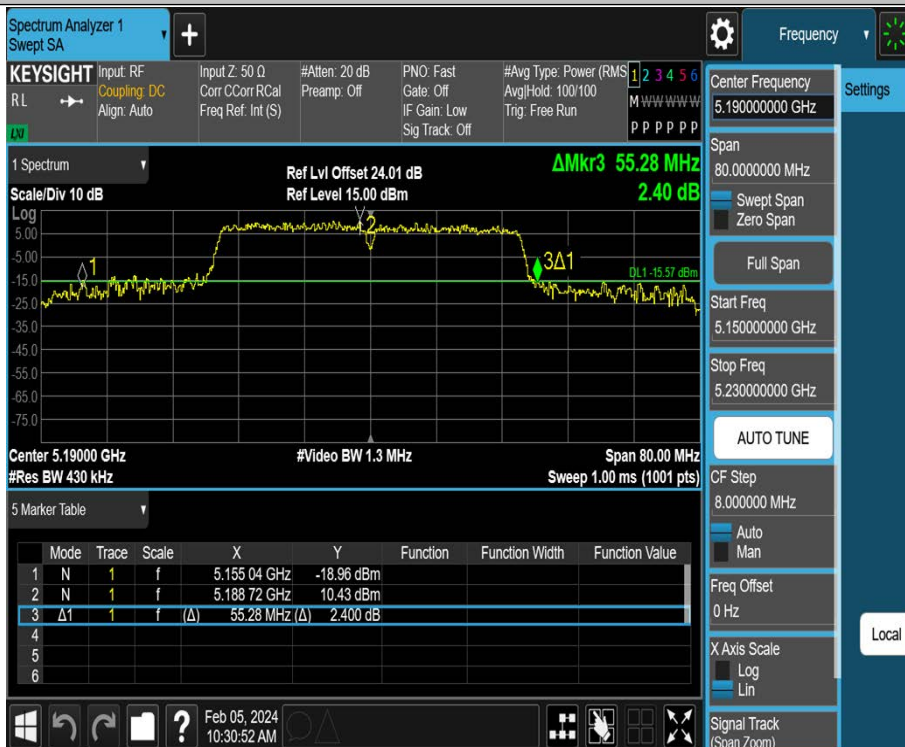 Spectrum Analyzer 1
Swept SA
+
Frequency
KEYSIGHT
RL
LXI
Input: RF
Coupling: DC
Align: Auto
Input Z: 50 Ω
Corr CCorr RCal
Freq Ref: Int (S)
#Atten: 20 dB
Preamp: Off
PNO: Fast
Gate: Off
IF Gain: Low
Sig Track: Off
#Avg Type: Power (RMS
Avg|Hold: 100/100
Trig: Free Run
1 2 3 4 5 6
M W W W W W
P P P P P P
1 Spectrum
Scale/Div 10 dB
Ref Lvl Offset 24.01 dB
Ref Level 15.00 dBm
ΔMkr3 55.28 MHz
2.40 dB
Log
5.00
-5.00
-15.0
-25.0
-35.0
-45.0
-55.0
-65.0
-75.0
1
2
3Δ1
DL1 -15.57 dBm
Center 5.19000 GHz
#Video BW 1.3 MHz
Span 80.00 MHz
#Res BW 430 kHz
Sweep 1.00 ms (1001 pts)
5 Marker Table
Mode Trace Scale X Y Function Function Width Function Value
1 N 1 f 5.155 04 GHz -18.96 dBm
2 N 1 f 5.188 72 GHz 10.43 dBm
3 Δ1 1 f (Δ) 55.28 MHz (Δ) 2.400 dB
4
5
6
Feb 05, 2024
10:30:52 AM
?
Center Frequency
5.190000000 GHz
Settings
Span
80.0000000 MHz
Swept Span
Zero Span
Full Span
Start Freq
5.150000000 GHz
Stop Freq
5.230000000 GHz
AUTO TUNE
CF Step
8.000000 MHz
Auto
Man
Freq Offset
0 Hz
Local
X Axis Scale
Log
Lin
Signal Track
(Span Zoom)